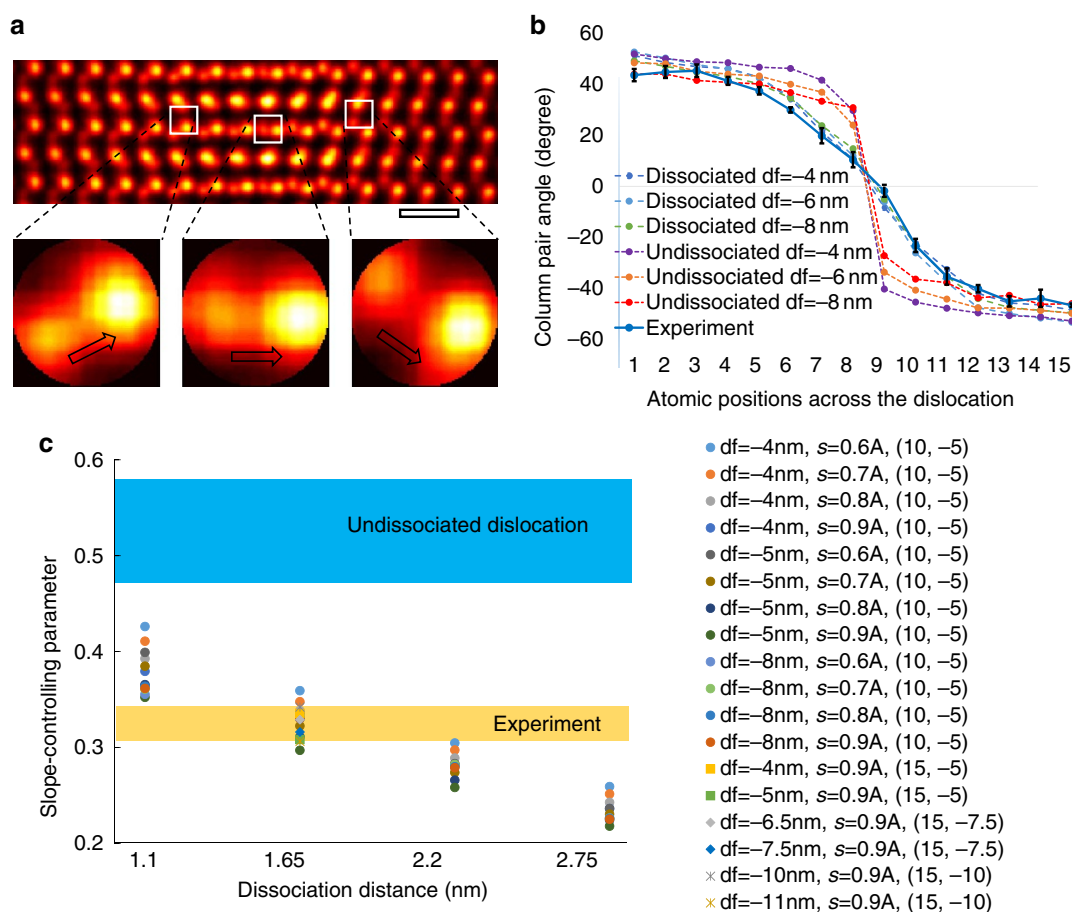 a
b
60
40
20
0
−20
−40
−60
Column pair angle (degree)
Dissociated df=−4 nm
Dissociated df=−6 nm
Dissociated df=−8 nm
Undissociated df=−4 nm
Undissociated df=−6 nm
Undissociated df=−8 nm
Experiment
1 2 3 4 5 6 7 8 9 10 11 12 13 14 15
Atomic positions across the dislocation
c
0.6
0.5
0.4
0.3
0.2
Slope-controlling parameter
Undissociated dislocation
Experiment
1.1 1.65 2.2 2.75
Dissociation distance (nm)
df=−4nm, s=0.6A, (10, −5)
df=−4nm, s=0.7A, (10, −5)
df=−4nm, s=0.8A, (10, −5)
df=−4nm, s=0.9A, (10, −5)
df=−5nm, s=0.6A, (10, −5)
df=−5nm, s=0.7A, (10, −5)
df=−5nm, s=0.8A, (10, −5)
df=−5nm, s=0.9A, (10, −5)
df=−8nm, s=0.6A, (10, −5)
df=−8nm, s=0.7A, (10, −5)
df=−8nm, s=0.8A, (10, −5)
df=−8nm, s=0.9A, (10, −5)
df=−4nm, s=0.9A, (15, −5)
df=−5nm, s=0.9A, (15, −5)
df=−6.5nm, s=0.9A, (15, −7.5)
df=−7.5nm, s=0.9A, (15, −7.5)
df=−10nm, s=0.9A, (15, −10)
df=−11nm, s=0.9A, (15, −10)